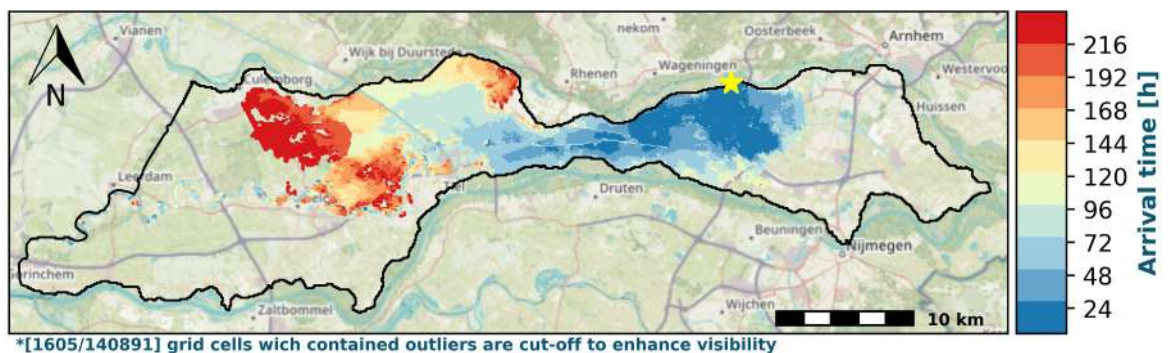 nekom
Oosterbeek
Arnhem
Vianen
Wijk bij Duurstede
Wageningen
Rhenen
Westervoo
N
Culemborg
Huissen
Leerdam
Druten
Beuningen
Nijmegen
Gorinchem
Zaltbommel
Wijchen
10 km
216
192
168
144
120
96
72
48
24
Arrival time [h]
*[1605/140891] grid cells wich contained outliers are cut-off to enhance visibility